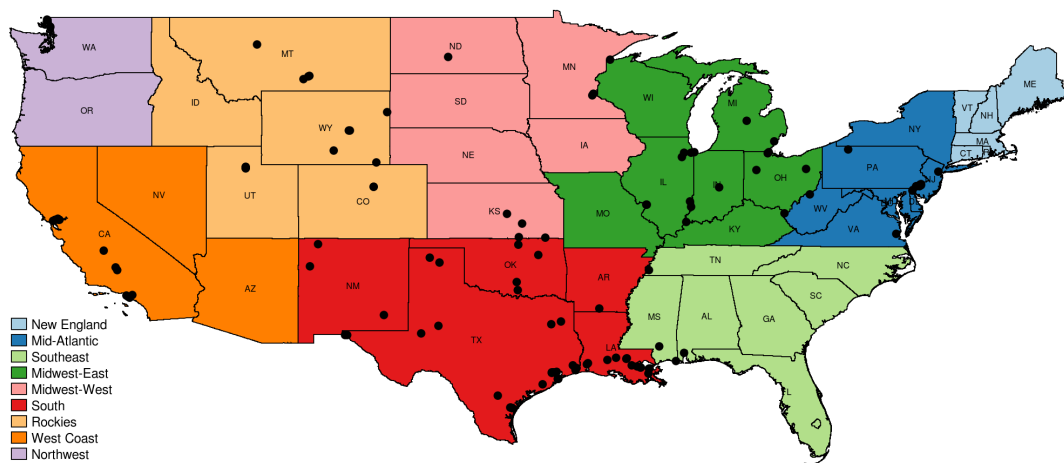 WA
MT
ND
MN
ME
VT
NH
OR
ID
WY
SD
WI
MI
NY
MA
CT
RI
IA
NE
PA
NJ
NV
UT
CO
KS
MO
IL
IN
OH
WV
MD
DE
CA
KY
VA
AZ
NM
OK
AR
TN
NC
SC
TX
LA
MS
AL
GA
FL
New England
Mid-Atlantic
Southeast
Midwest-East
Midwest-West
South
Rockies
West Coast
Northwest